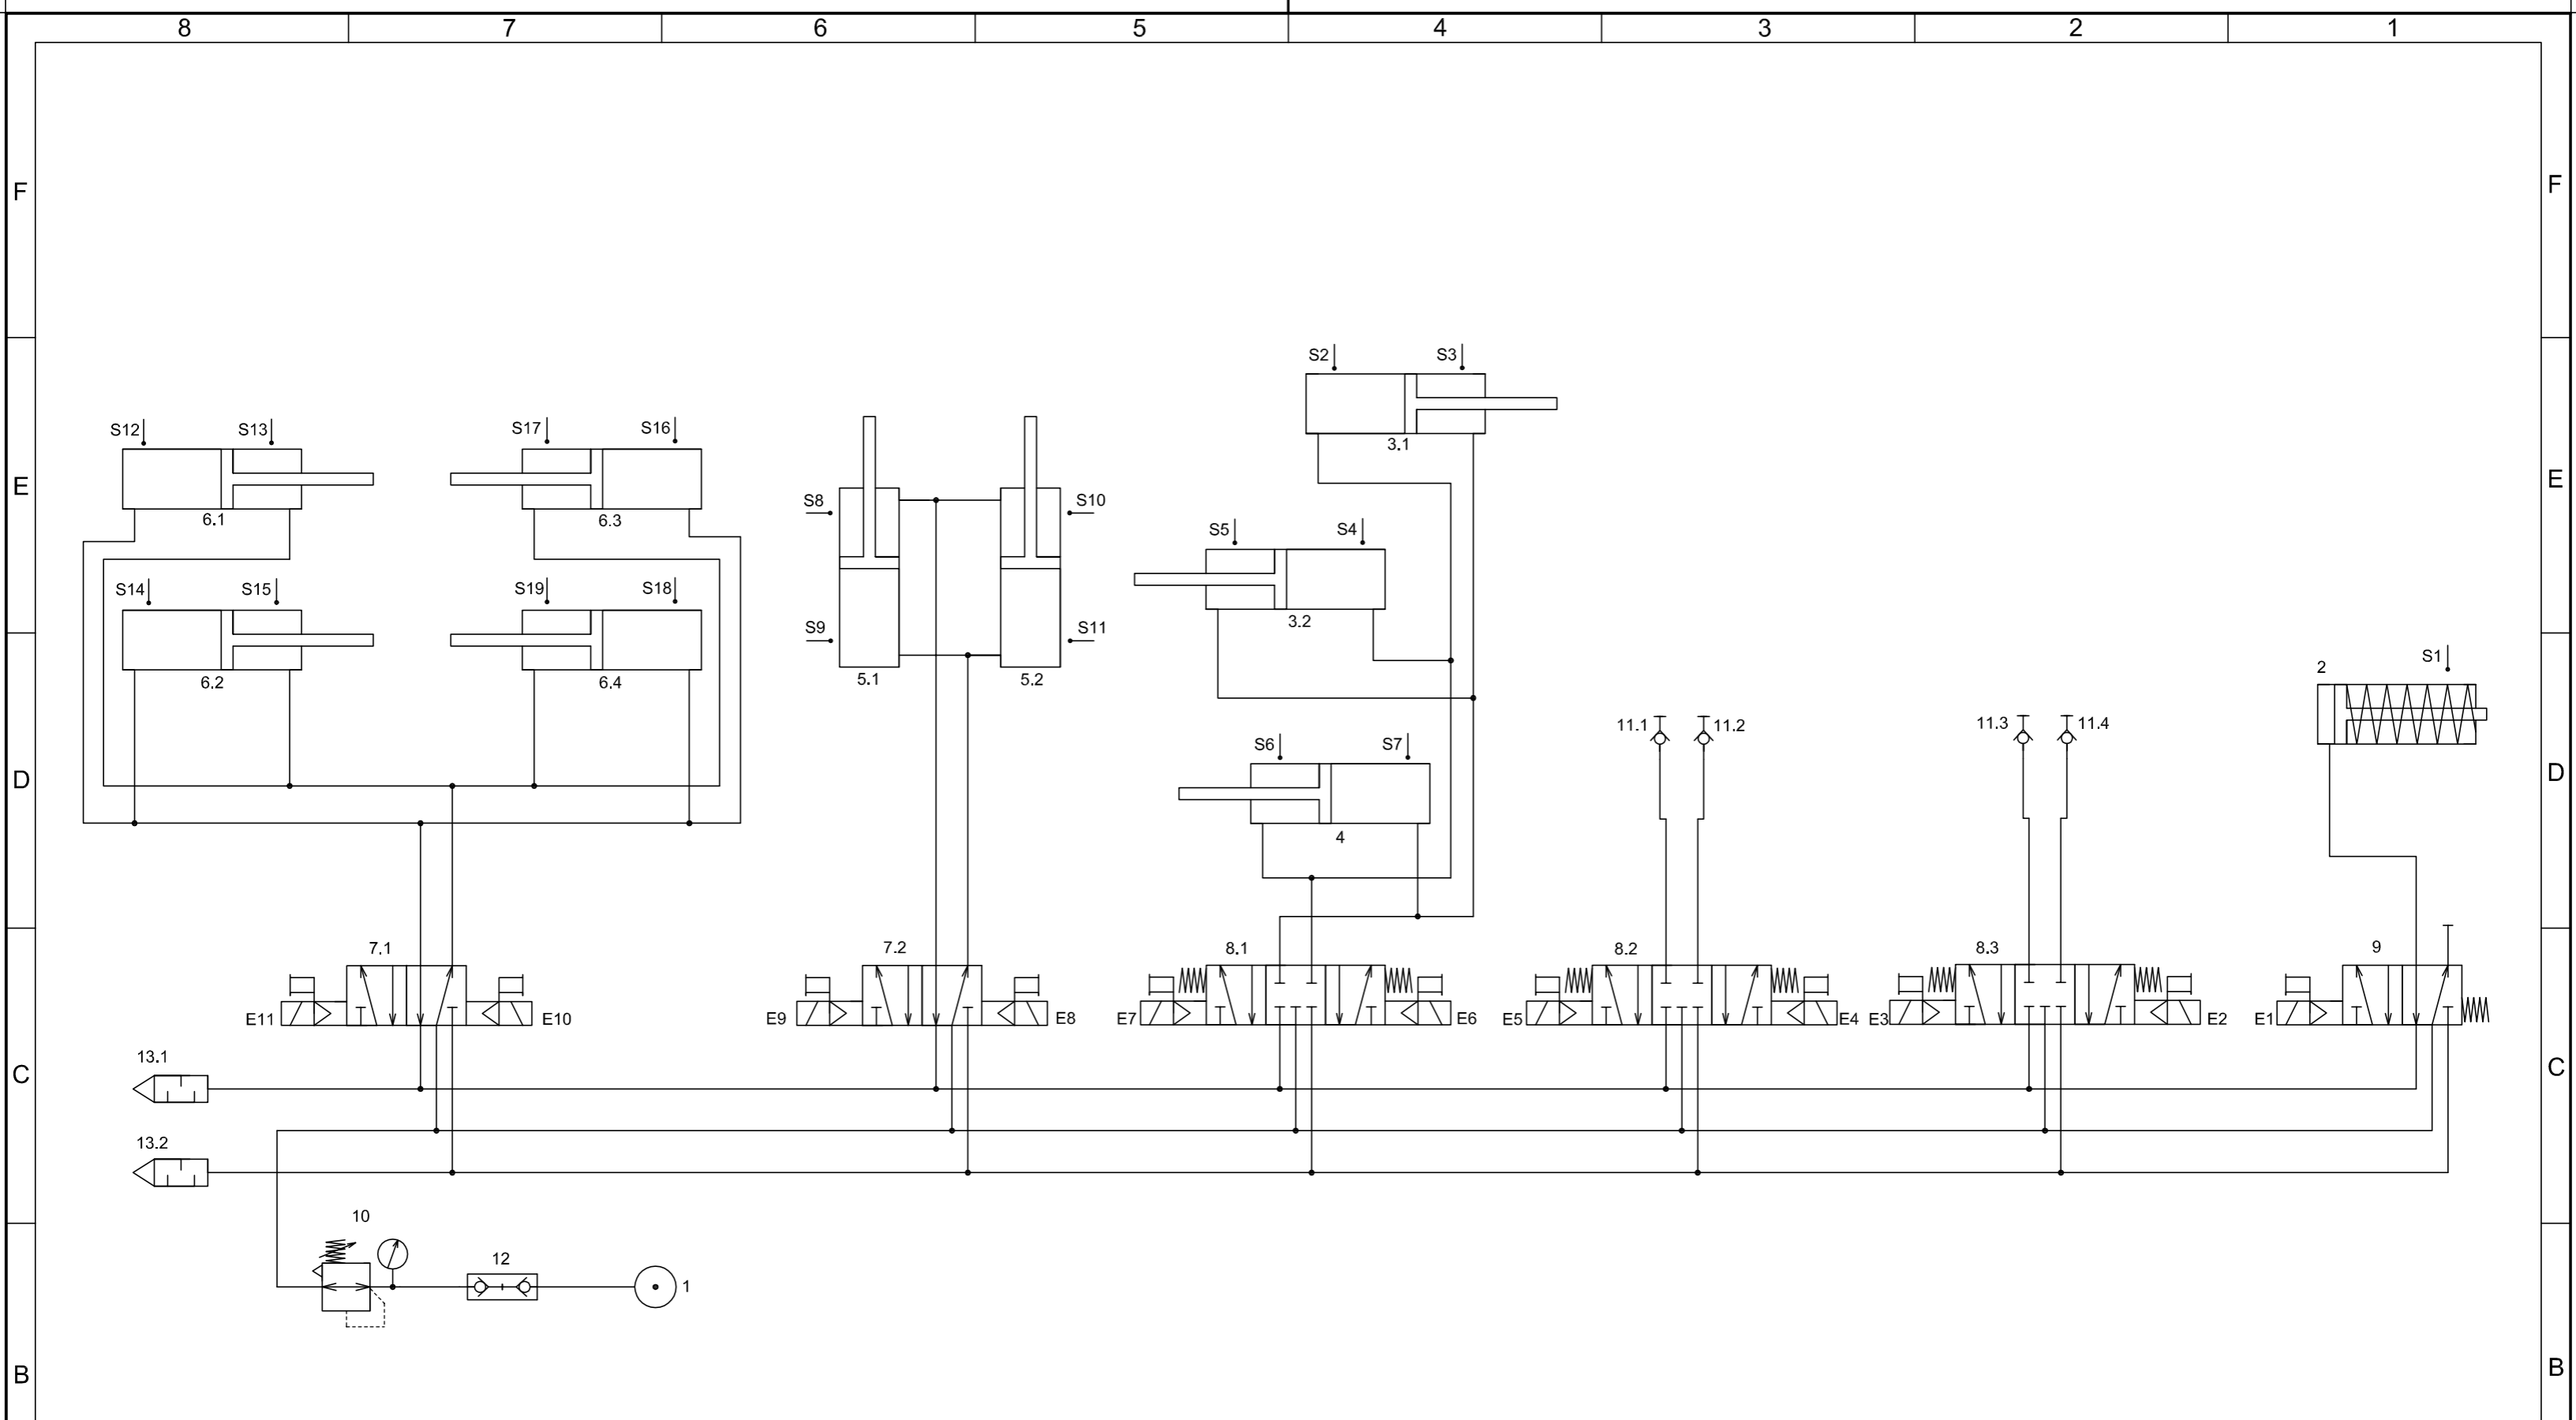 8 7 6 5 4 3 2 1
F F
S2 S3
3.1
S12 S13 S17 S16
6.1 6.3
E
S8 S10
S5 S4
3.2
S14 S15 S19 S18
6.2 6.4
S9 S11
5.1 5.2
2 S1
11.1 11.2 11.3 11.4
S6 S7
4
D D
7.1 7.2 8.1 8.2 8.3 9
E11 E10 E9 E8 E7 E6 E5 E4 E3 E2 E1
13.1
C C
13.2
10
12
1
B B